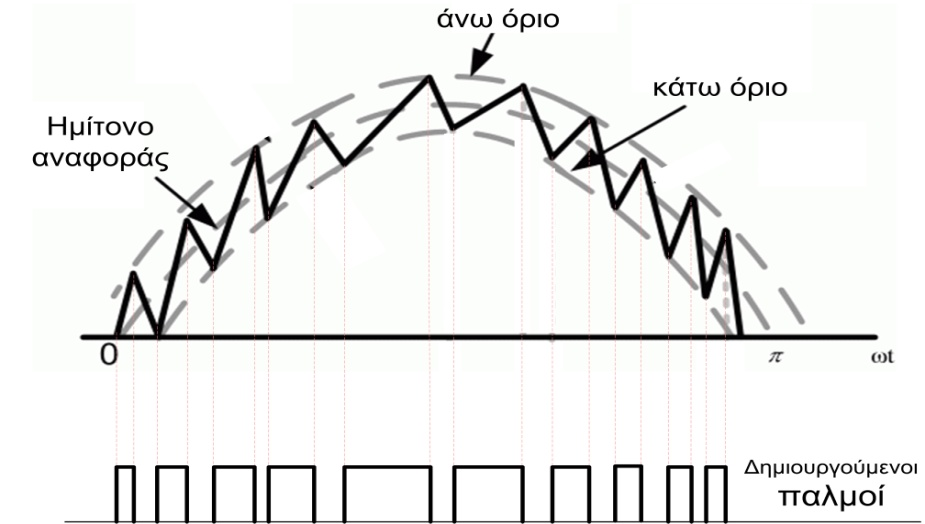 άνω όριο
κάτω όριο
Ημίτονο
αναφοράς
0
π
ωt
Δημιουργούμενοι
παλμοί